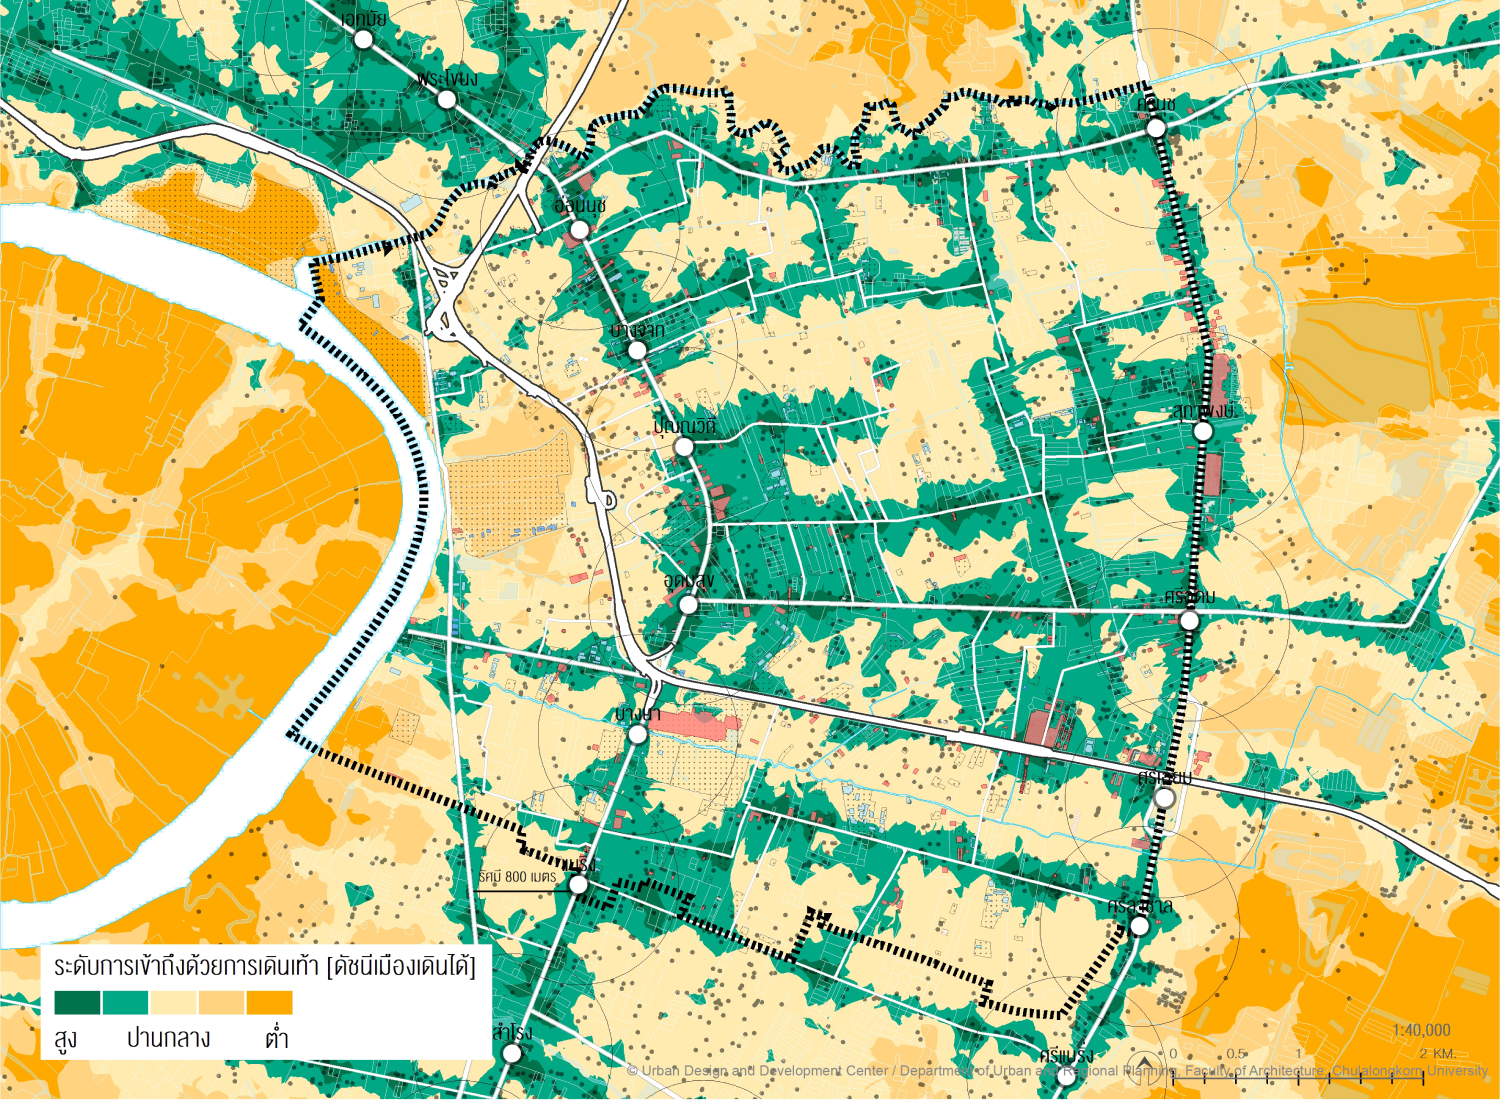 เอกมัย
พระโขนง
คลีนช
อ่อนนุช
บางจาก
สุภาพงษ์
ปุณณวิถี
อุดมสุข
ศรีอุดม
บางนา
ศรีเอี่ยม
แบริ่ง
รัศมี 800 เมตร
ศรีลาซาล
ระดับการเข้าถึงด้วยการเดินเท้า [ดัชนีเมืองเดินได้]
สูง ปานกลาง ต่ำ
สำโรง
1:40,000
ศรีแบริ่ง
0 0.5 1 2 KM.
© Urban Design and Development Center / Department of Urban and Regional Planning, Faculty of Architecture, Chulalongkorn University